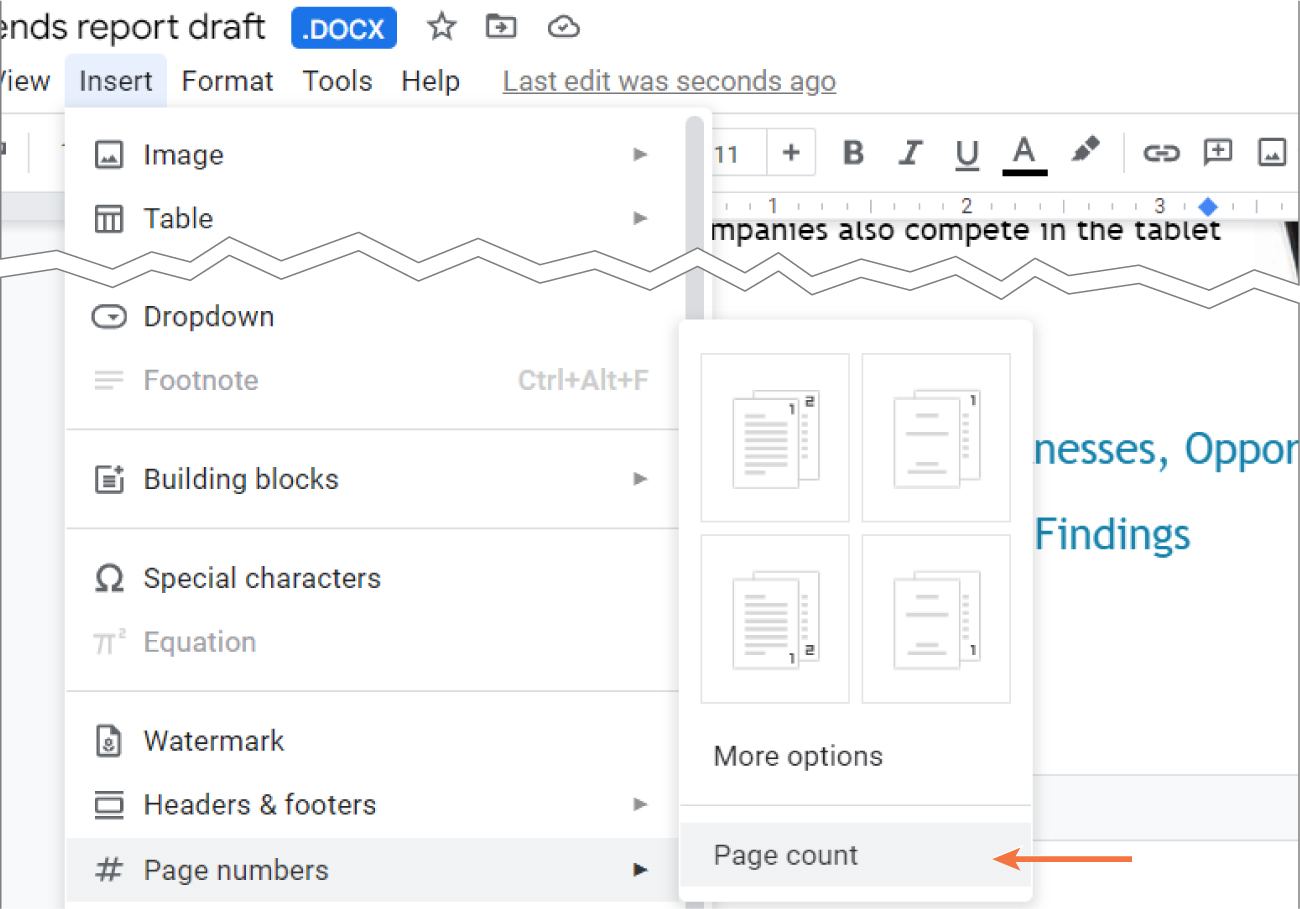 ends report draft .DOCX
View Insert Format Tools Help Last edit was seconds ago
Image
11 + B I U A
Table
1 2 3
mpanies also compete in the tablet
Dropdown
Footnote Ctrl+Alt+F
1 2 1
nesses, Oppor
Building blocks
Findings
Special characters
Equation
1 2 1
Watermark
More options
Headers & footers
Page count
Page numbers